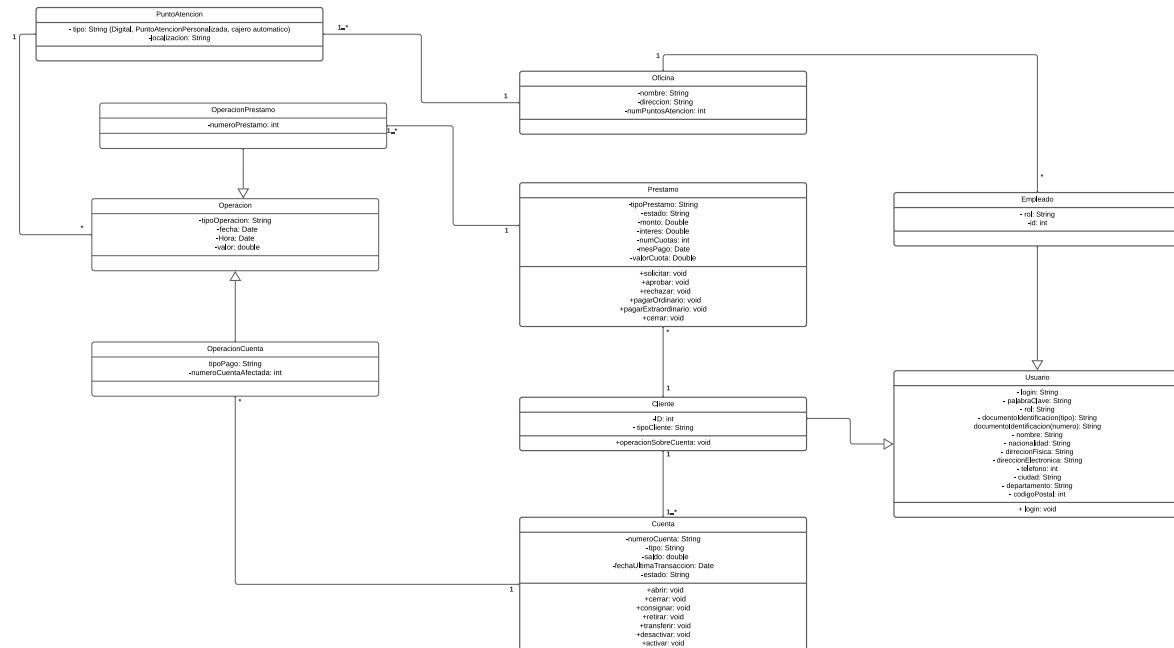 PuntoAtencion
- tipo: String (Digital, PuntoAtencionPersonalizada, cajero automatico)
-localizacion: String
1
1..*
1
*
Oficina
-nombre: String
-direccion: String
-numPuntosAtencion: int
1
*
OperacionPrestamo
-numeroPrestamo: int
1..*
1
Operacion
-tipoOperacion: String
-fecha: Date
-Hora: Date
-valor: double
Prestamo
-tipoPrestamo: String
-estado: String
-monto: Double
-interes: Double
-numCuotas: int
-mesPago: Date
-valorCuota: Double
+solicitar: void
+aprobar: void
+rechazar: void
+pagarOrdinario: void
+pagarExtraordinario: void
+cerrar: void
*
1
Empleado
- rol: String
-id: int
OperacionCuenta
tipoPago: String
-numeroCuentaAfectada: int
*
1
Cliente
-ID: int
- tipoCliente: String
+operacionSobreCuenta: void
1
1..*
Usuario
- login: String
- palabraClave: String
- rol: String
- documentoIdentificacion(tipo): String
documentoIdentificacion(numero): String
- nombre: String
- nacionalidad: String
- dirrecionFisica: String
- direccionElectronica: String
- telefono: int
- ciudad: String
- departamento: String
- codigoPostal: int
+ login: void
Cuenta
-numeroCuenta: String
-tipo: String
-saldo: double
-fechaUltimaTransaccion: Date
-estado: String
+abrir: void
+cerrar: void
+consignar: void
+retirar: void
+transferir: void
+desactivar: void
+activar: void